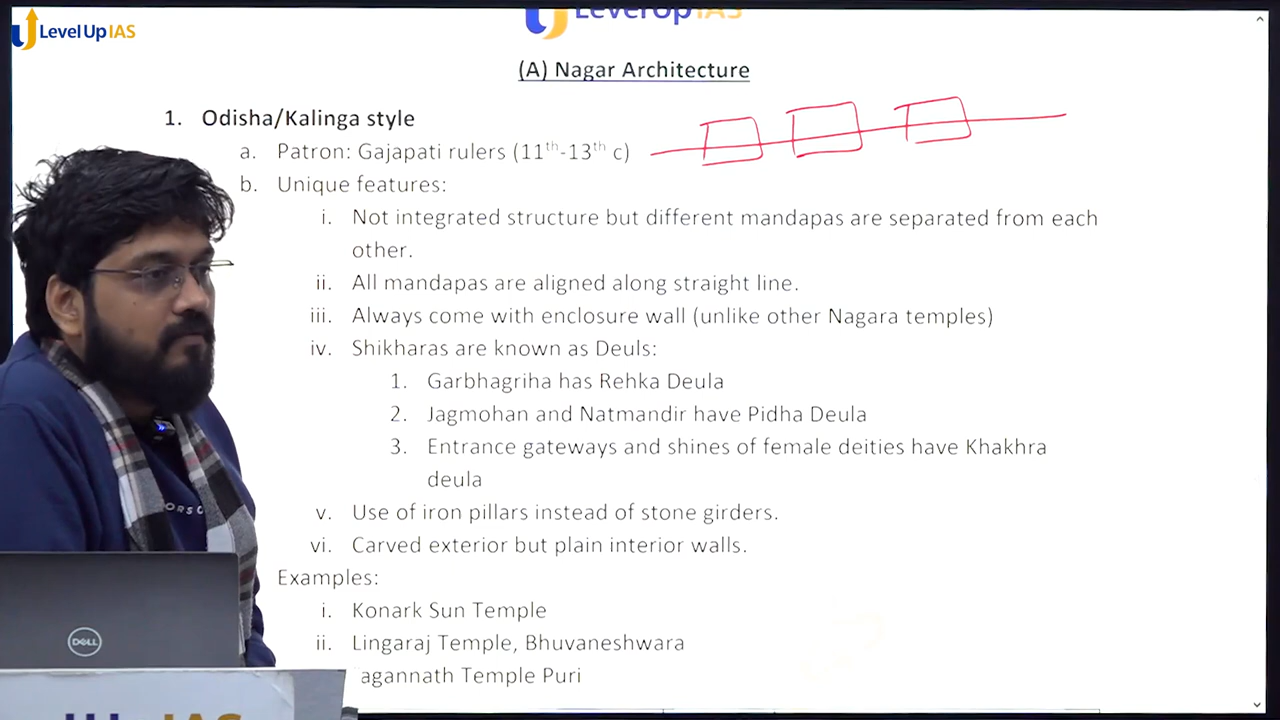 Level Up IAS
LevelUp IAS
(A) Nagar Architecture
1. Odisha/Kalinga style
a. Patron: Gajapati rulers (11th-13th c)
b. Unique features:
i. Not integrated structure but different mandapas are separated from each
other.
ii. All mandapas are aligned along straight line.
iii. Always come with enclosure wall (unlike other Nagara temples)
iv. Shikharas are known as Deuls:
1. Garbhagriha has Rehka Deula
2. Jagmohan and Natmandir have Pidha Deula
3. Entrance gateways and shines of female deities have Khakhra
deula
v. Use of iron pillars instead of stone girders.
vi. Carved exterior but plain interior walls.
Examples:
i. Konark Sun Temple
ii. Lingaraj Temple, Bhuvaneshwara
agannath Temple Puri
DELL